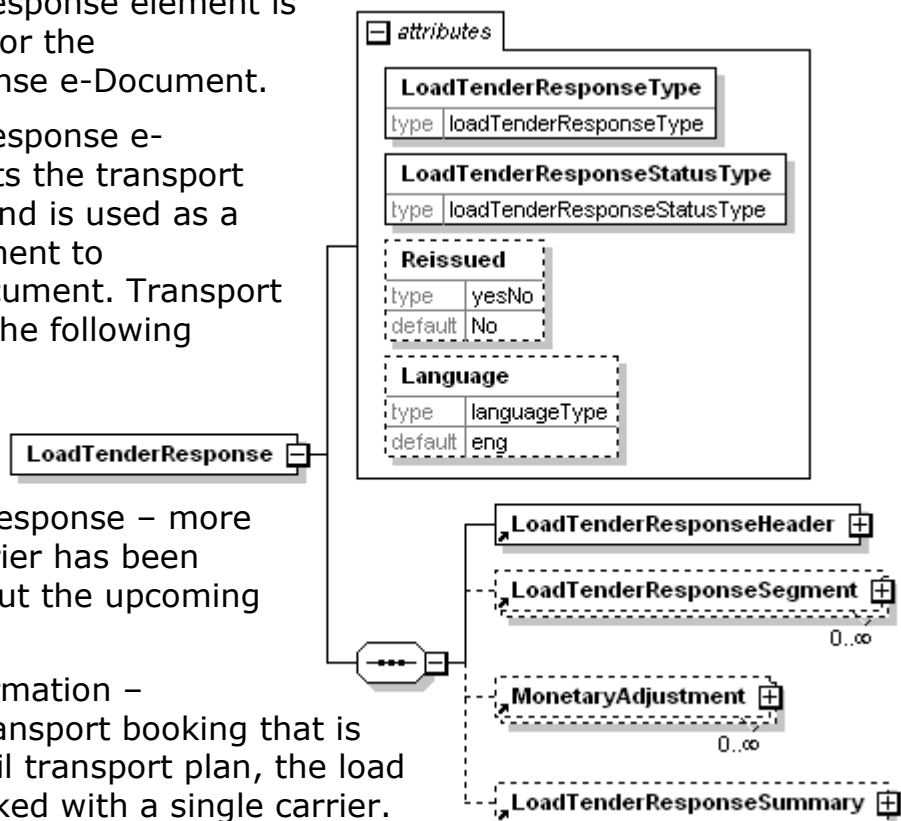 esponse element is
or the
nse e-Document.
esponse e-
ts the transport
nd is used as a
ment to
cument. Transport
he following
esponse – more
rier has been
out the upcoming
rmation –
ansport booking that is
il transport plan, the load
ked with a single carrier.
LoadTenderResponse
attributes
LoadTenderResponseType
type loadTenderResponseType
LoadTenderResponseStatusType
type loadTenderResponseStatusType
Reissued
type yesNo
default No
Language
type languageType
default eng
LoadTenderResponseHeader
LoadTenderResponseSegment
0..∞
MonetaryAdjustment
0..∞
LoadTenderResponseSummary